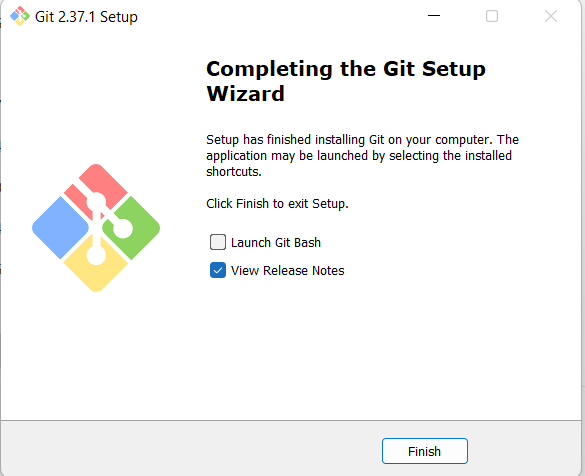 Git 2.37.1 Setup
Completing the Git Setup
Wizard
Setup has finished installing Git on your computer. The
application may be launched by selecting the installed
shortcuts.
Click Finish to exit Setup.
Launch Git Bash
View Release Notes
Finish